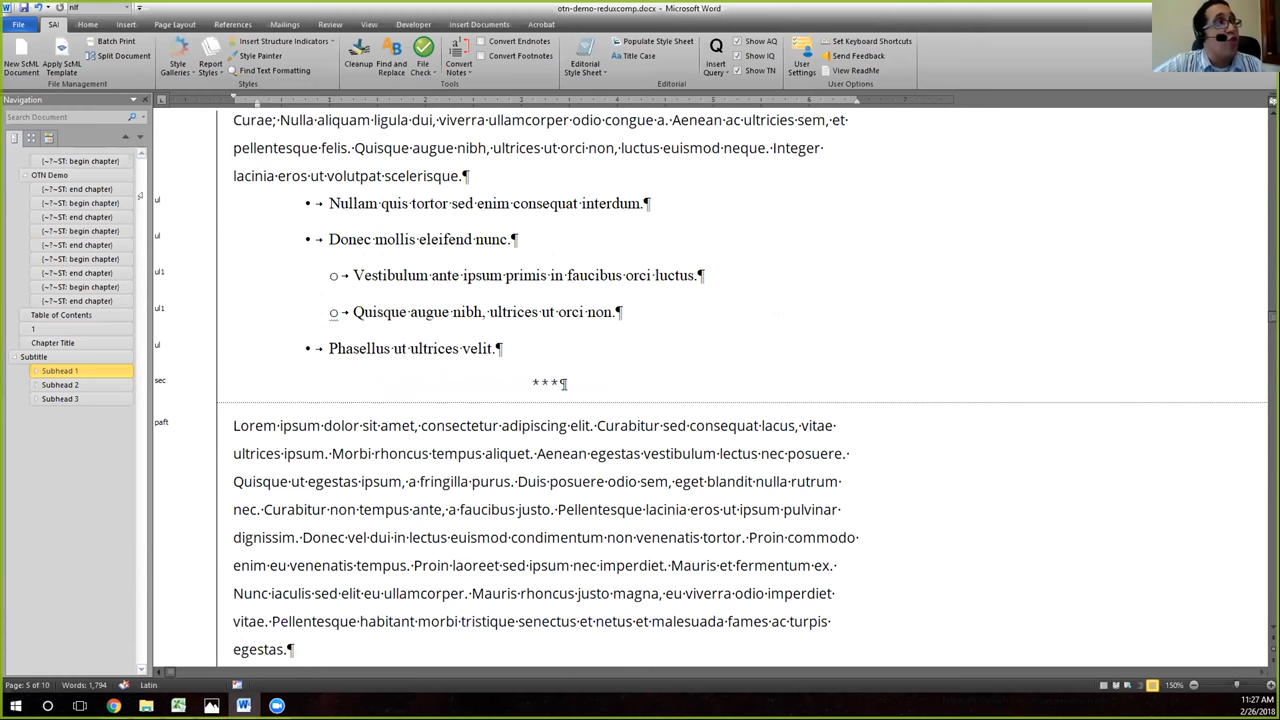 nlf
otn-demo-reduxcomp.docx - Microsoft Word
File SAI Home Insert Page Layout References Mailings Review View Developer Insert Documents Acrobat
New ScML Document
Apply ScML Template
Batch Print
Split Document
File Management
Style Galleries
Report Styles
Insert Structure Indicators
Style Painter
Find Text Formatting
Styles
Cleanup
Find and Replace
File Check
Convert Notes
Convert Endnotes
Convert Footnotes
Tools
Editorial Style Sheet
Populate Style Sheet
Title Case
Insert Query
Show AQ
Show IQ
Show TN
Editorial
User Settings
Set Keyboard Shortcuts
Send Feedback
View ReadMe
User Options
Navigation
Search Document
{~?~ST: begin chapter}
OTN Demo
{~?~ST: end chapter}
{~?~ST: begin chapter}
{~?~ST: end chapter}
{~?~ST: begin chapter}
{~?~ST: end chapter}
{~?~ST: begin chapter}
{~?~ST: end chapter}
{~?~ST: begin chapter}
{~?~ST: end chapter}
Table of Contents
1
Chapter Title
Subtitle
Subhead 1
Subhead 2
Subhead 3
1 2 3 4 5 6 7
Curae;·Nulla·aliquam·ligula·dui,·viverra·ullamcorper·odio·congue·a.·Aenean·ac·ultricies·sem,·et·
pellentesque·felis.·Quisque·augue·nibh,·ultrices·ut·orci·non,·luctus·euismod·neque.·Integer·
lacinia·eros·ut·volutpat·scelerisque.¶
ul •→Nullam·quis·tortor·sed·enim·consequat·interdum.¶
ul •→Donec·mollis·eleifend·nunc.¶
ul1 o→Vestibulum·ante·ipsum·primis·in·faucibus·orci·luctus.¶
ul1 o→Quisque·augue·nibh,·ultrices·ut·orci·non.¶
ul •→Phasellus·ut·ultrices·velit.¶
sec ***¶
paft Lorem·ipsum·dolor·sit·amet,·consectetur·adipiscing·elit.·Curabitur·sed·consequat·lacus,·vitae·
ultrices·ipsum.·Morbi·rhoncus·tempus·aliquet.·Aenean·egestas·vestibulum·lectus·nec·posuere.·
Quisque·ut·egestas·ipsum,·a·fringilla·purus.·Duis·posuere·odio·sem,·eget·blandit·nulla·rutrum·
nec.·Curabitur·non·tempus·ante,·a·faucibus·justo.·Pellentesque·lacinia·eros·ut·ipsum·pulvinar·
dignissim.·Donec·vel·dui·in·lectus·euismod·condimentum·non·venenatis·tortor.·Proin·commodo·
enim·eu·venenatis·tempus.·Proin·laoreet·sed·ipsum·nec·imperdiet.·Mauris·et·fermentum·ex.·
Nunc·iaculis·sed·elit·eu·ullamcorper.·Mauris·rhoncus·justo·magna,·eu·viverra·odio·imperdiet·
vitae.·Pellentesque·habitant·morbi·tristique·senectus·et·netus·et·malesuada·fames·ac·turpis·
egestas.¶
Page: 5 of 10 Words: 1,794 Latin 150%
11:27 AM
2/26/2018